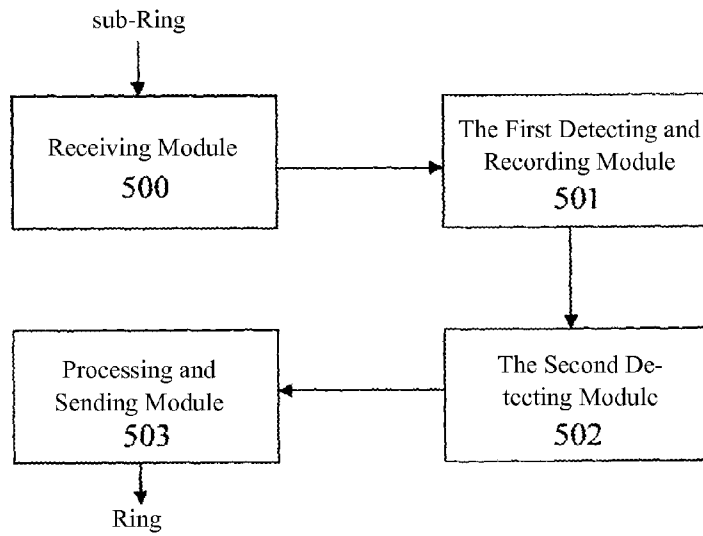 sub-Ring
Receiving Module
500
The First Detecting and
Recording Module
501
Processing and
Sending Module
503
The Second De-
tecting Module
502
Ring